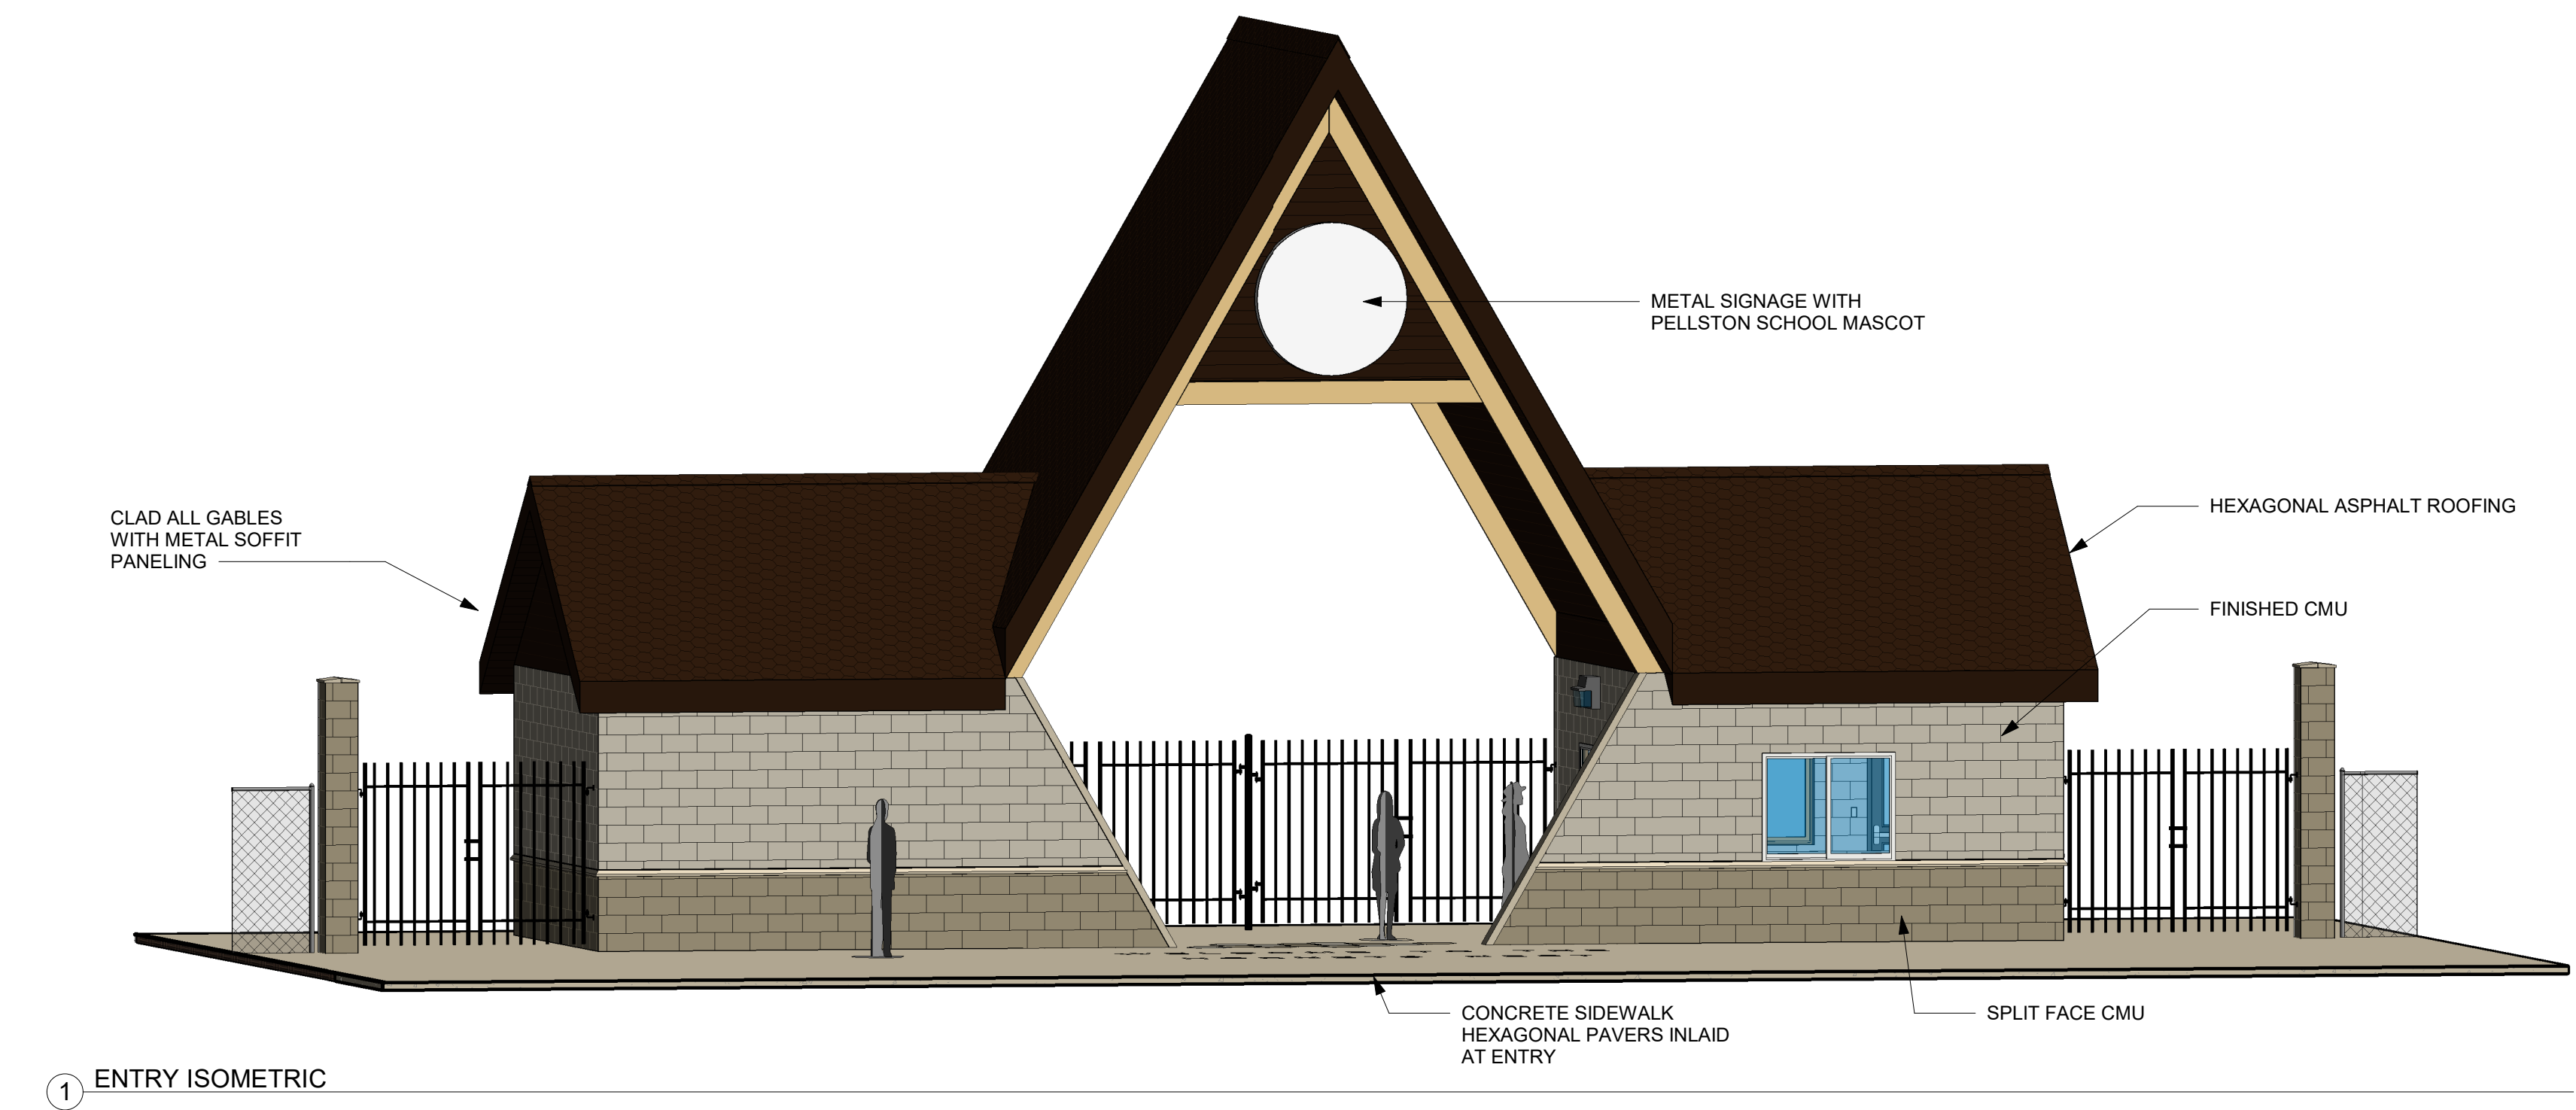 METAL SIGNAGE WITH
PELLSTON SCHOOL MASCOT
CLAD ALL GABLES
WITH METAL SOFFIT
PANELING
HEXAGONAL ASPHALT ROOFING
FINISHED CMU
CONCRETE SIDEWALK
HEXAGONAL PAVERS INLAID
AT ENTRY
SPLIT FACE CMU
1 ENTRY ISOMETRIC